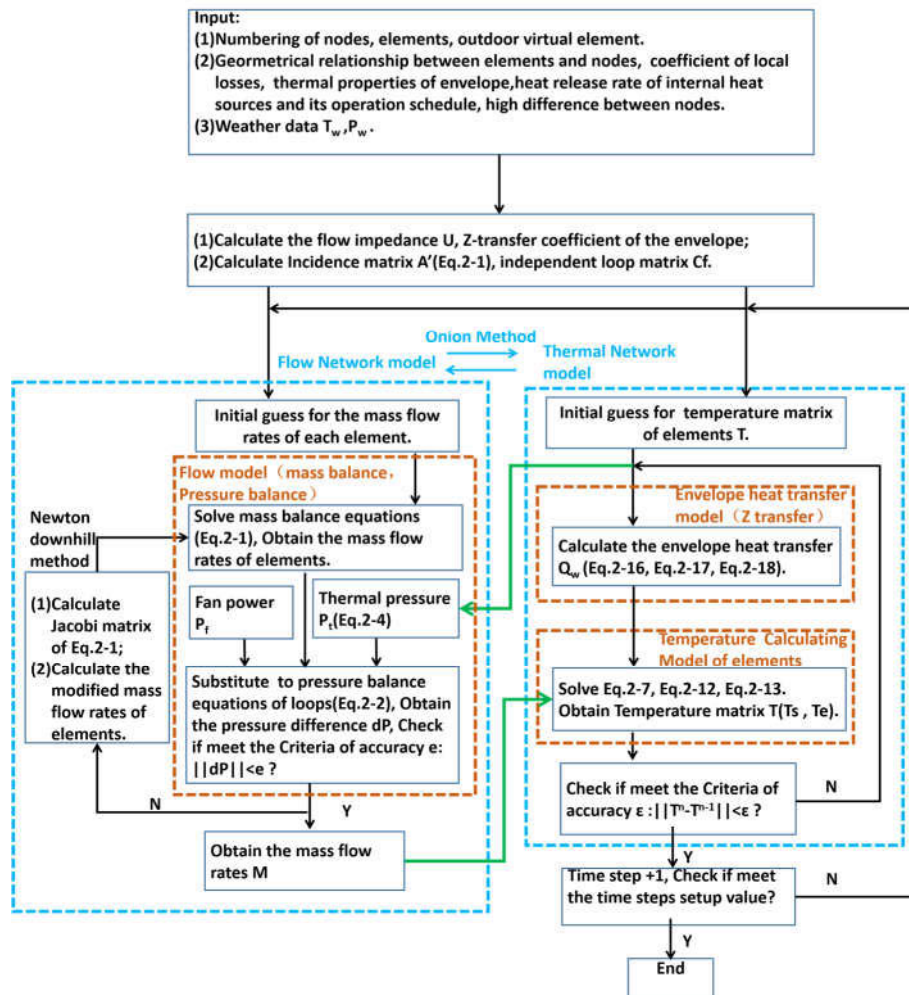 Input:
(1)Numbering of nodes, elements, outdoor virtual element.
(2)Geormetrical relationship between elements and nodes, coefficient of local
losses, thermal properties of envelope,heat release rate of internal heat
sources and its operation schedule, high difference between nodes.
(3)Weather data Tw ,Pw .
(1)Calculate the flow impedance U, Z-transfer coefficient of the envelope;
(2)Calculate Incidence matrix A'(Eq.2-1), independent loop matrix Cf.
Onion Method
Flow Network model
Thermal Network
model
Initial guess for the mass flow
rates of each element.
Flow model（mass balance，
Pressure balance）
Newton
downhill
method
Solve mass balance equations
(Eq.2-1), Obtain the mass flow
rates of elements.
(1)Calculate
Jacobi matrix
of Eq.2-1;
(2)Calculate the
modified mass
flow rates of
elements.
Fan power
Pf
Thermal pressure
Pt(Eq.2-4)
Substitute to pressure balance
equations of loops(Eq.2-2), Obtain
the pressure difference dP, Check
if meet the Criteria of accuracy e:
||dP||<e ?
N
Y
Obtain the mass flow
rates M
Initial guess for temperature matrix
of elements T.
Envelope heat transfer
model（Z transfer）
Calculate the envelope heat transfer
Qw (Eq.2-16, Eq.2-17, Eq.2-18).
Temperature Calculating
Model of elements
Solve Eq.2-7, Eq.2-12, Eq.2-13.
Obtain Temperature matrix T(Ts , Te).
Check if meet the Criteria of
accuracy ε :||Tⁿ-Tⁿ⁻¹||<ε ?
N
Y
Time step +1, Check if meet
the time steps setup value?
N
Y
End